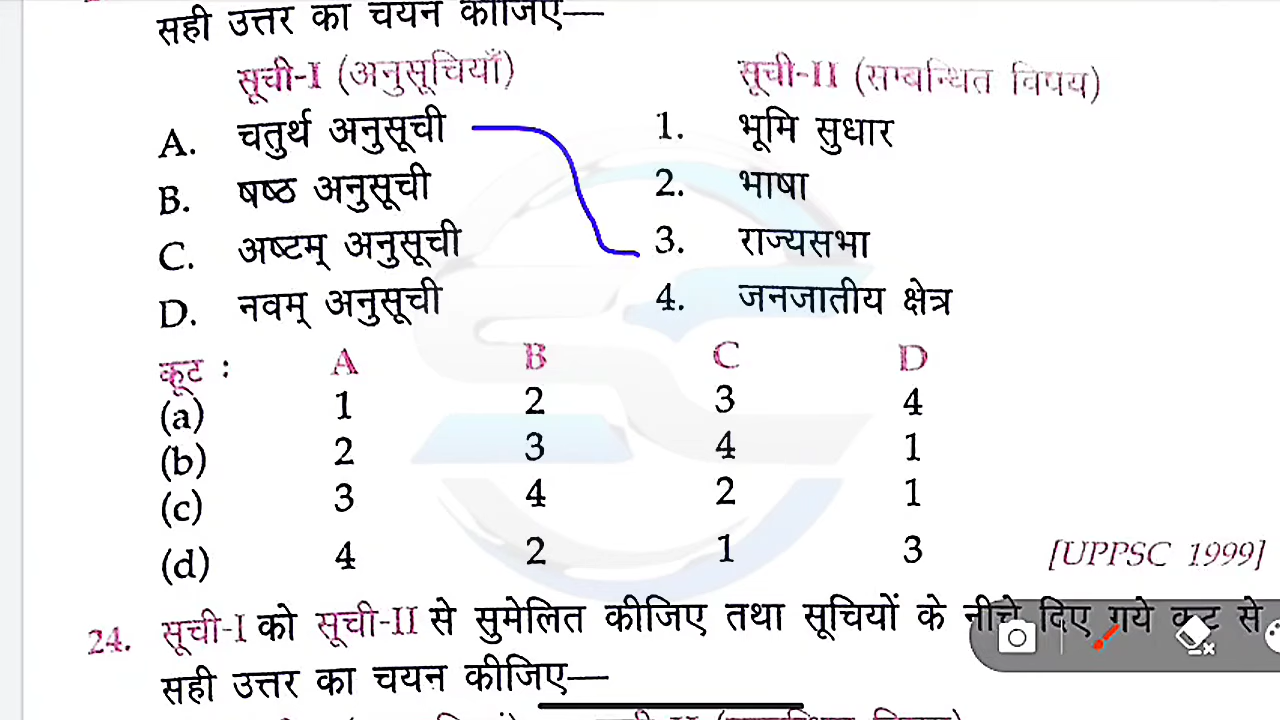 सही उत्तर का चयन कीजिए—
सूची-I (अनुसूचियाँ) सूची-II (सम्बन्धित विषय)
A. चतुर्थ अनुसूची 1. भूमि सुधार
B. षष्ठ अनुसूची 2. भाषा
C. अष्टम् अनुसूची 3. राज्यसभा
D. नवम् अनुसूची 4. जनजातीय क्षेत्र
कूट : A B C D
(a) 1 2 3 4
(b) 2 3 4 1
(c) 3 4 2 1
(d) 4 2 1 3
[UPPSC 1999]
24. सूची-I को सूची-II से सुमेलित कीजिए तथा सूचियों के नीचे दिए गये कूट से
सही उत्तर का चयन कीजिए—